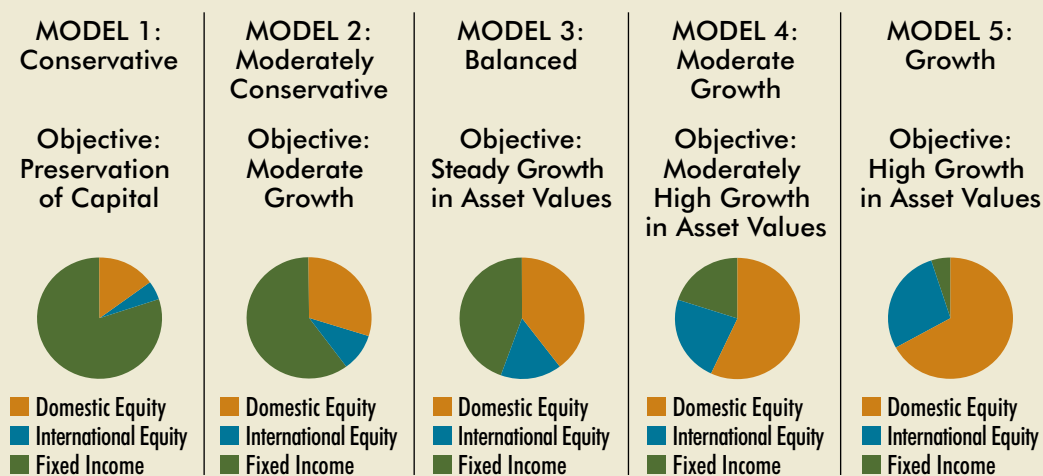 MODEL 1:
Conservative
Objective:
Preservation
of Capital
Domestic Equity
International Equity
Fixed Income
MODEL 2:
Moderately
Conservative
Objective:
Moderate
Growth
Domestic Equity
International Equity
Fixed Income
MODEL 3:
Balanced
Objective:
Steady Growth
in Asset Values
Domestic Equity
International Equity
Fixed Income
MODEL 4:
Moderate
Growth
Objective:
Moderately
High Growth
in Asset Values
Domestic Equity
International Equity
Fixed Income
MODEL 5:
Growth
Objective:
High Growth
in Asset Values
Domestic Equity
International Equity
Fixed Income